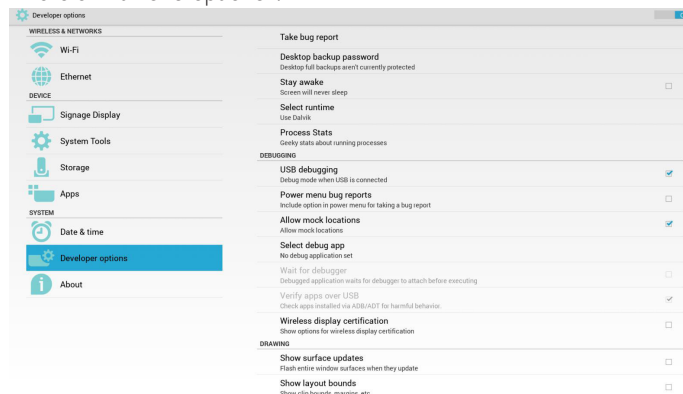 Developer options
WIRELESS & NETWORKS
Wi-Fi
Ethernet
DEVICE
Signage Display
System Tools
Storage
Apps
SYSTEM
Date & time
Developer options
About
Take bug report
Desktop backup password
Desktop full backups aren't currently protected
Stay awake
Screen will never sleep
Select runtime
Use Dalvik
Process Stats
Geeky stats about running processes
DEBUGGING
USB debugging
Debug mode when USB is connected
Power menu bug reports
Include option in power menu for taking a bug report
Allow mock locations
Allow mock locations
Select debug app
No debug application set
Wait for debugger
Debugged application waits for debugger to attach before executing
Verify apps over USB
Check apps installed via ADB/ADT for harmful behavior.
Wireless display certification
Show options for wireless display certification
DRAWING
Show surface updates
Flash entire window surfaces when they update
Show layout bounds
Show clip bounds, margins, etc.